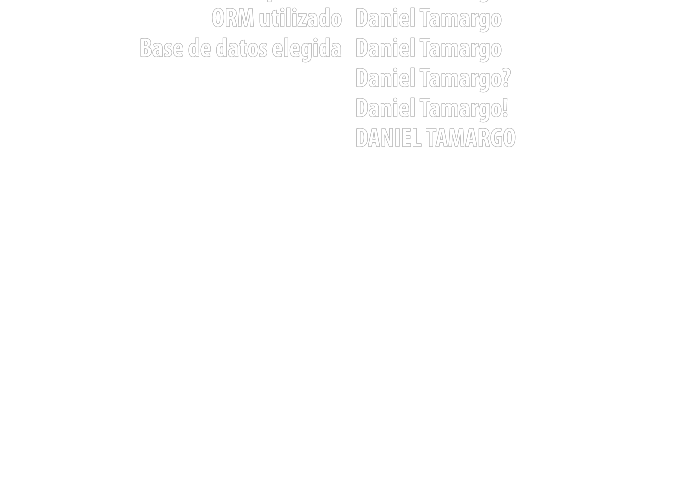 ORM utilizado Daniel Tamargo
Base de datos elegida Daniel Tamargo
Daniel Tamargo?
Daniel Tamargo!
DANIEL TAMARGO